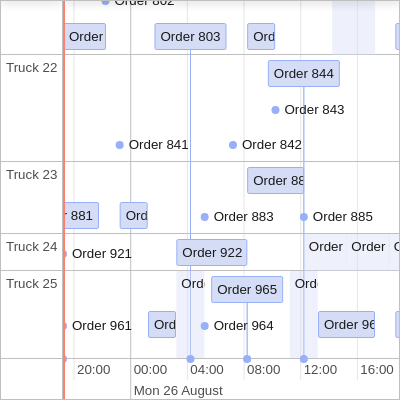 Order 802
Order
Order 803
Ord
Truck 22
Order 844
Order 843
Order 841
Order 842
Truck 23
Order 88
881
Ord
Order 883
Order 885
Truck 24
Order 921
Order 922
Order
Order
Truck 25
Ord
Order 965
Ord
Order 961
Ord
Order 964
Order 96
20:00
00:00
04:00
08:00
12:00
16:00
Mon 26 August